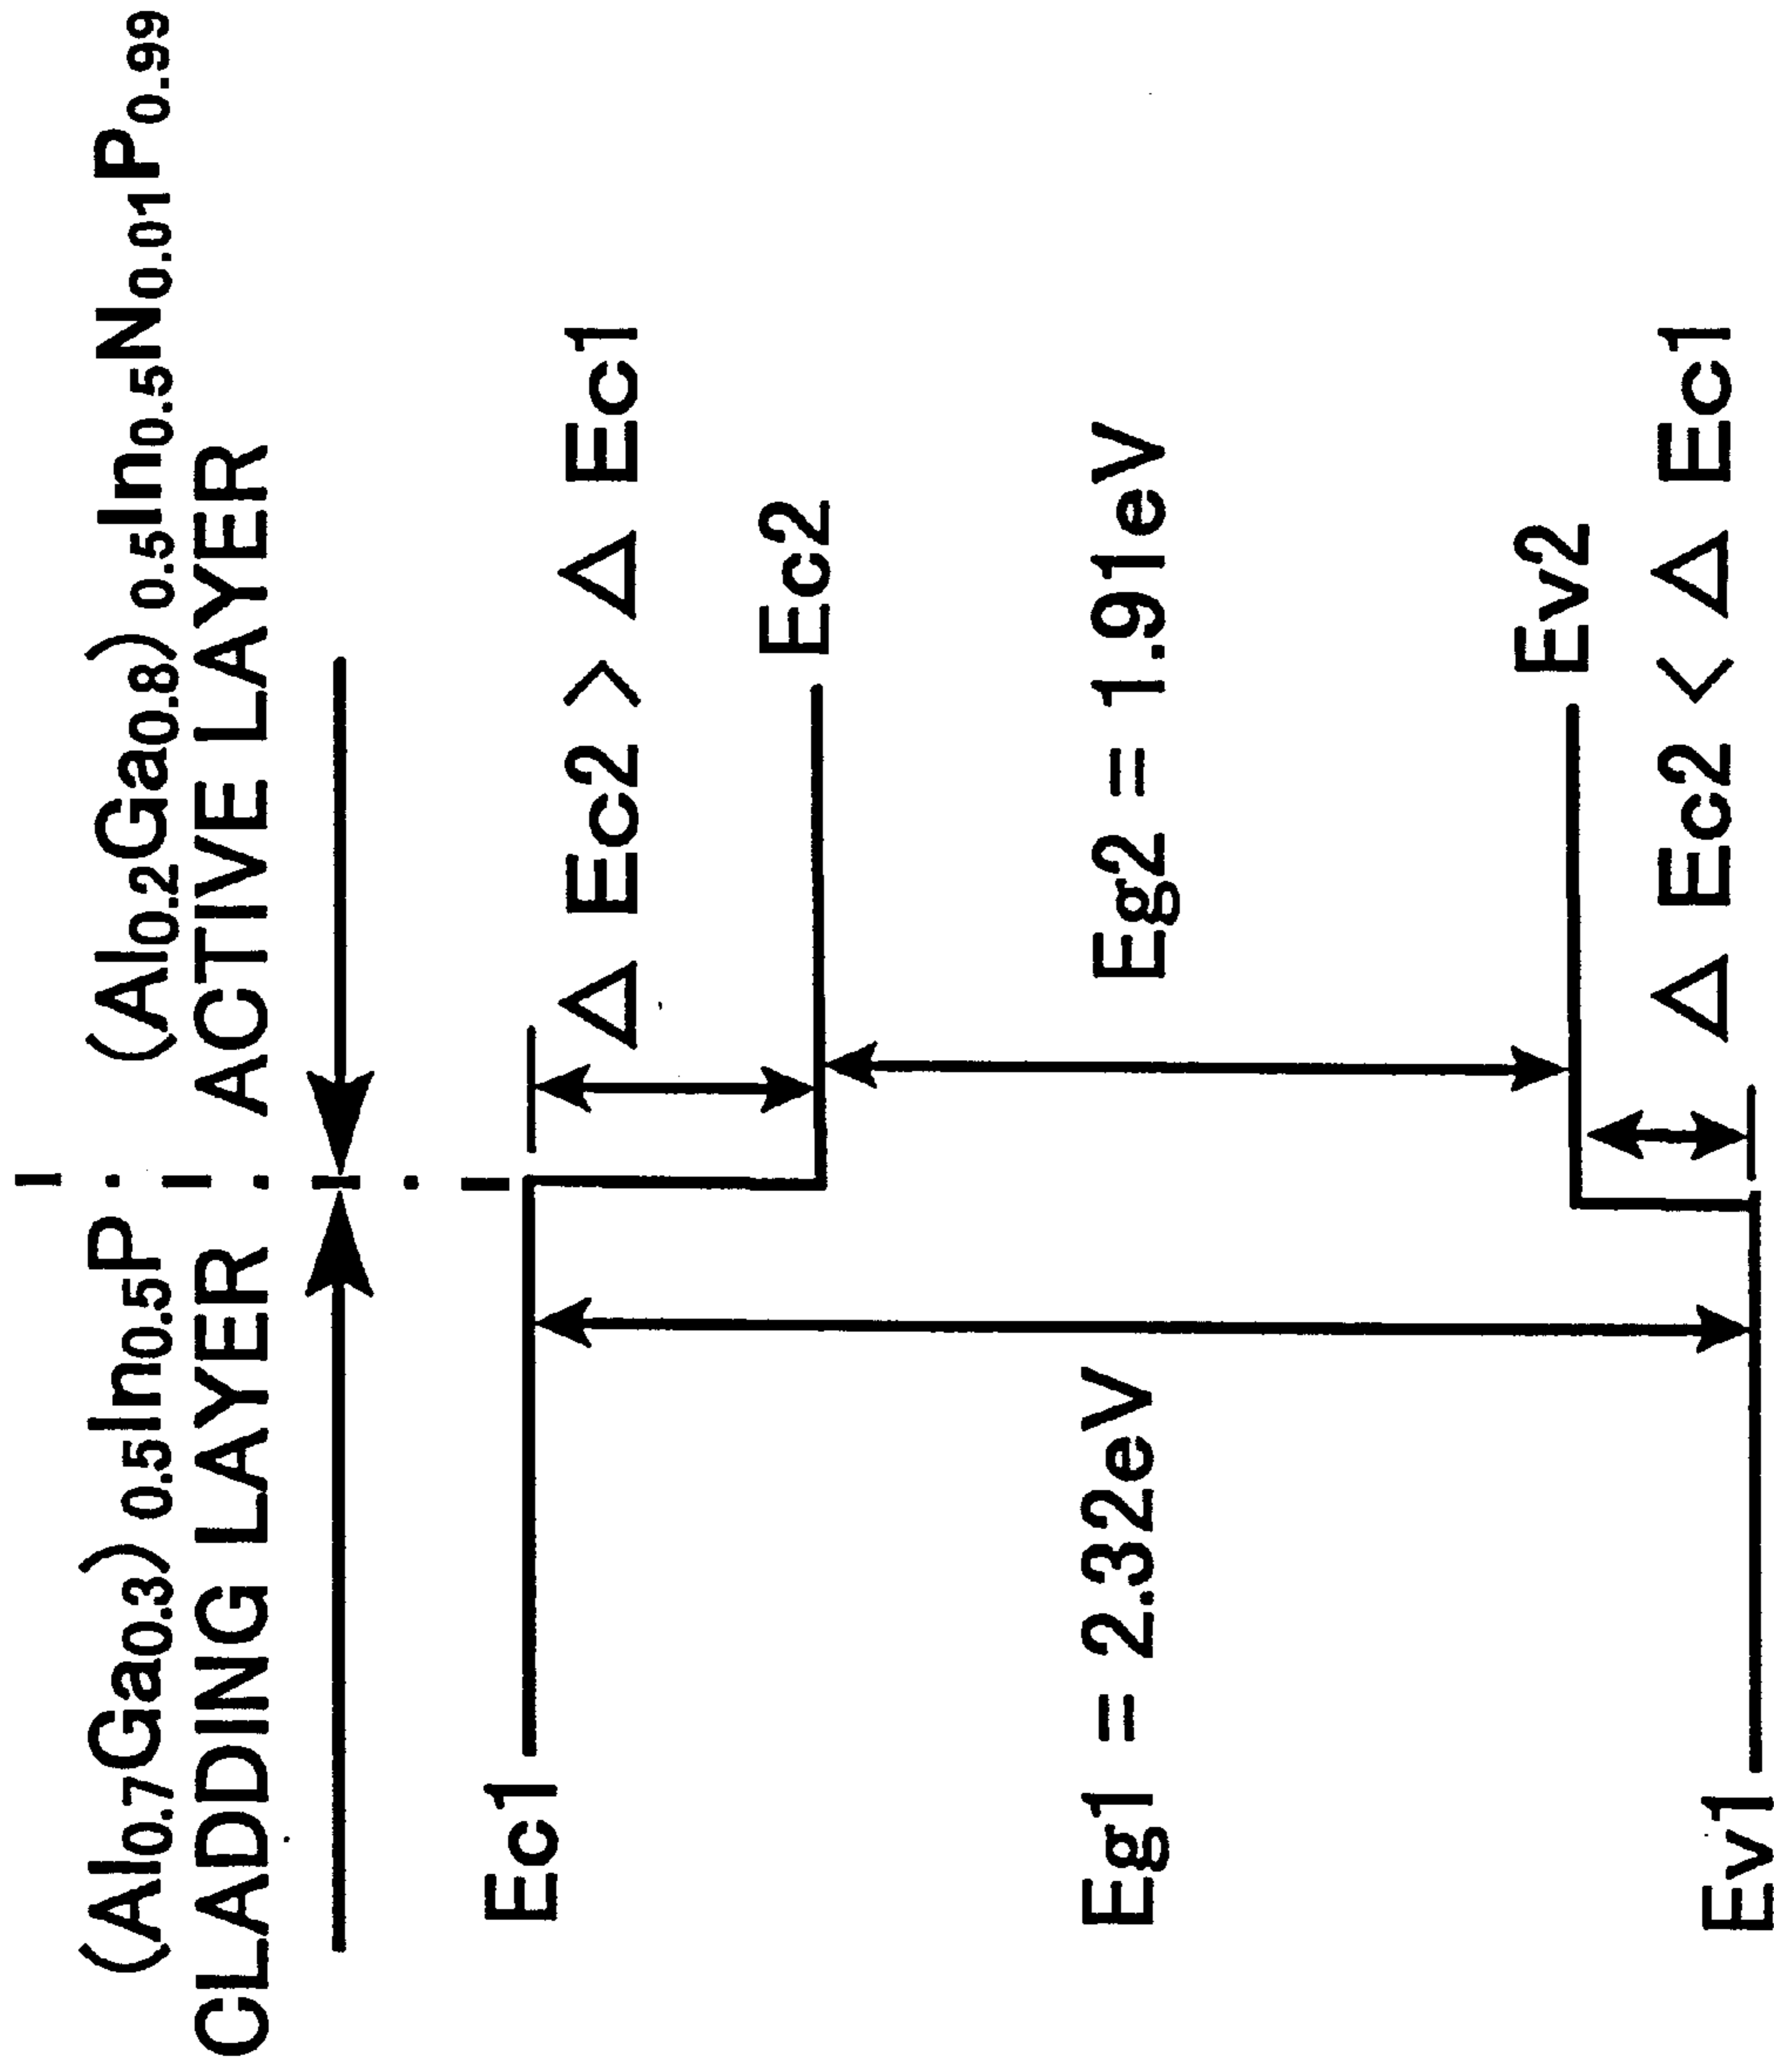 (Al0.7Ga0.3) 0.5In0.5P
CLADDING LAYER
(Al0.2Ga0.8) 0.5In0.5N0.01P0.99
ACTIVE LAYER
Ec1
△ Ec2 > △ Ec1
Ec2
Eg1 = 2.32eV
Eg2 = 1.91eV
Ev2
Ev1
△ Ec2 < △ Ec1